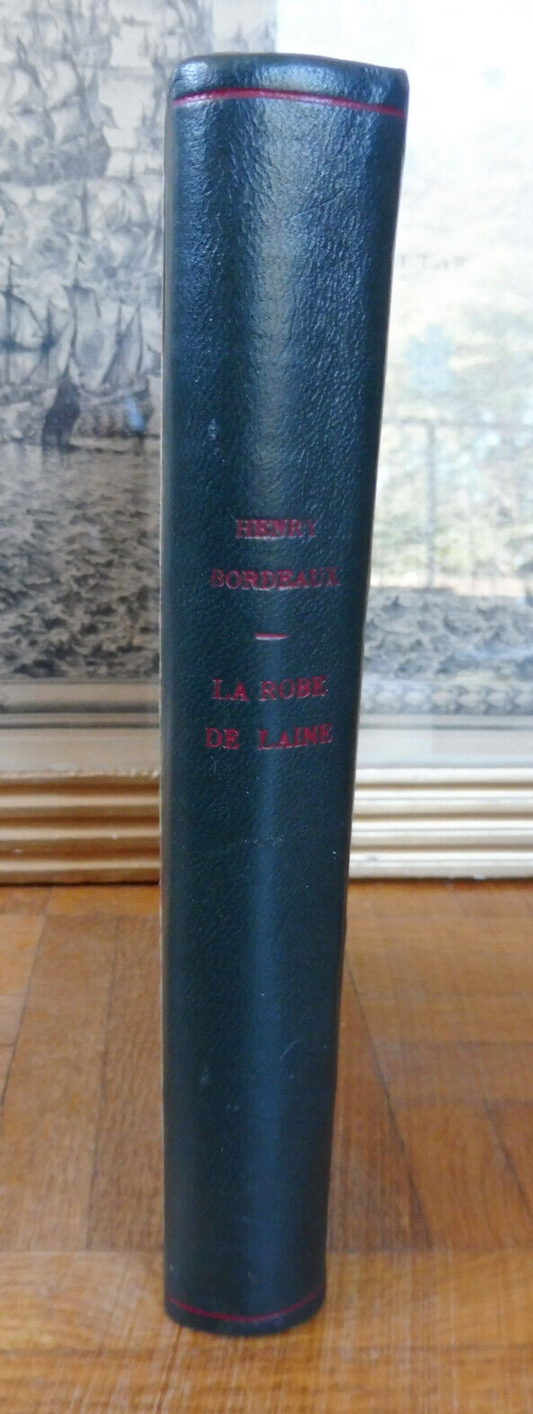 HENRI
BORDEAUX
LA ROBE
DE LAINE